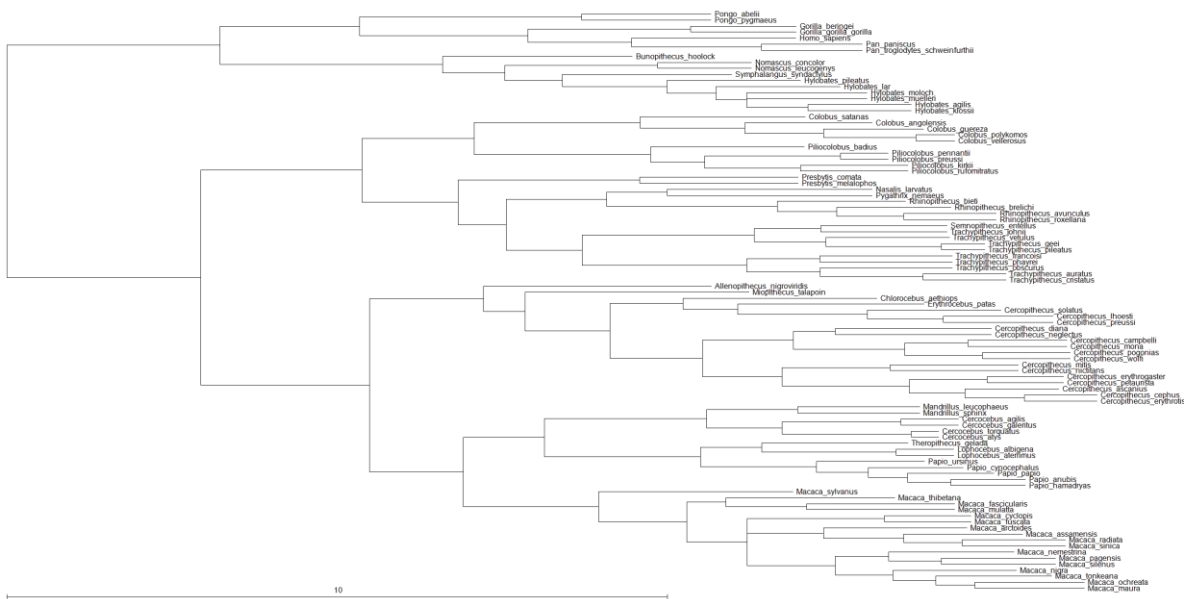 Pongo_abelii
Pongo_pygmaeus
Gorilla_beringei
Gorilla_gorilla_gorilla
Homo_sapiens
Pan_paniscus
Pan_troglodytes_schweinfurthii
Bunopithecus_hoolock
Nomascus_concolor
Nomascus_leucogenys
Symphalangus_syndactylus
Hylobates_pileatus
Hylobates_lar
Hylobates_moloch
Hylobates_muelleri
Hylobates_agilis
Hylobates_klossii
Colobus_satanas
Colobus_angolensis
Colobus_guereza
Colobus_polykomos
Colobus_vellerosus
Piliocolobus_badius
Piliocolobus_pennantii
Piliocolobus_preussi
Piliocolobus_kirkii
Piliocolobus_rufomitratus
Presbytis_comata
Presbytis_melalophos
Nasalis_larvatus
Pygathrix_nemaeus
Rhinopithecus_bieti
Rhinopithecus_brelichi
Rhinopithecus_avunculus
Rhinopithecus_roxellana
Semnopithecus_entellus
Trachypithecus_johnii
Trachypithecus_vetulus
Trachypithecus_geei
Trachypithecus_pileatus
Trachypithecus_francoisi
Trachypithecus_phayrei
Trachypithecus_obscurus
Trachypithecus_auratus
Trachypithecus_cristatus
Allenopithecus_nigroviridis
Miopithecus_talapoin
Chlorocebus_aethiops
Erythrocebus_patas
Cercopithecus_solatus
Cercopithecus_lhoesti
Cercopithecus_preussi
Cercopithecus_diana
Cercopithecus_neglectus
Cercopithecus_campbelli
Cercopithecus_mona
Cercopithecus_pogonias
Cercopithecus_wolfi
Cercopithecus_mitis
Cercopithecus_nictitans
Cercopithecus_erythrogaster
Cercopithecus_petaurista
Cercopithecus_ascanius
Cercopithecus_cephus
Cercopithecus_erythrotis
Mandrillus_leucophaeus
Mandrillus_sphinx
Cercocebus_agilis
Cercocebus_galeritus
Cercocebus_torquatus
Cercocebus_atys
Theropithecus_gelada
Lophocebus_albigena
Lophocebus_aterrimus
Papio_ursinus
Papio_cynocephalus
Papio_papio
Papio_anubis
Papio_hamadryas
Macaca_sylvanus
Macaca_thibetana
Macaca_fascicularis
Macaca_mulatta
Macaca_cyclopis
Macaca_fuscata
Macaca_arctoides
Macaca_assamensis
Macaca_radiata
Macaca_sinica
Macaca_nemestrina
Macaca_pagensis
Macaca_silenus
Macaca_nigra
Macaca_tonkeana
Macaca_ochreata
Macaca_maura
10